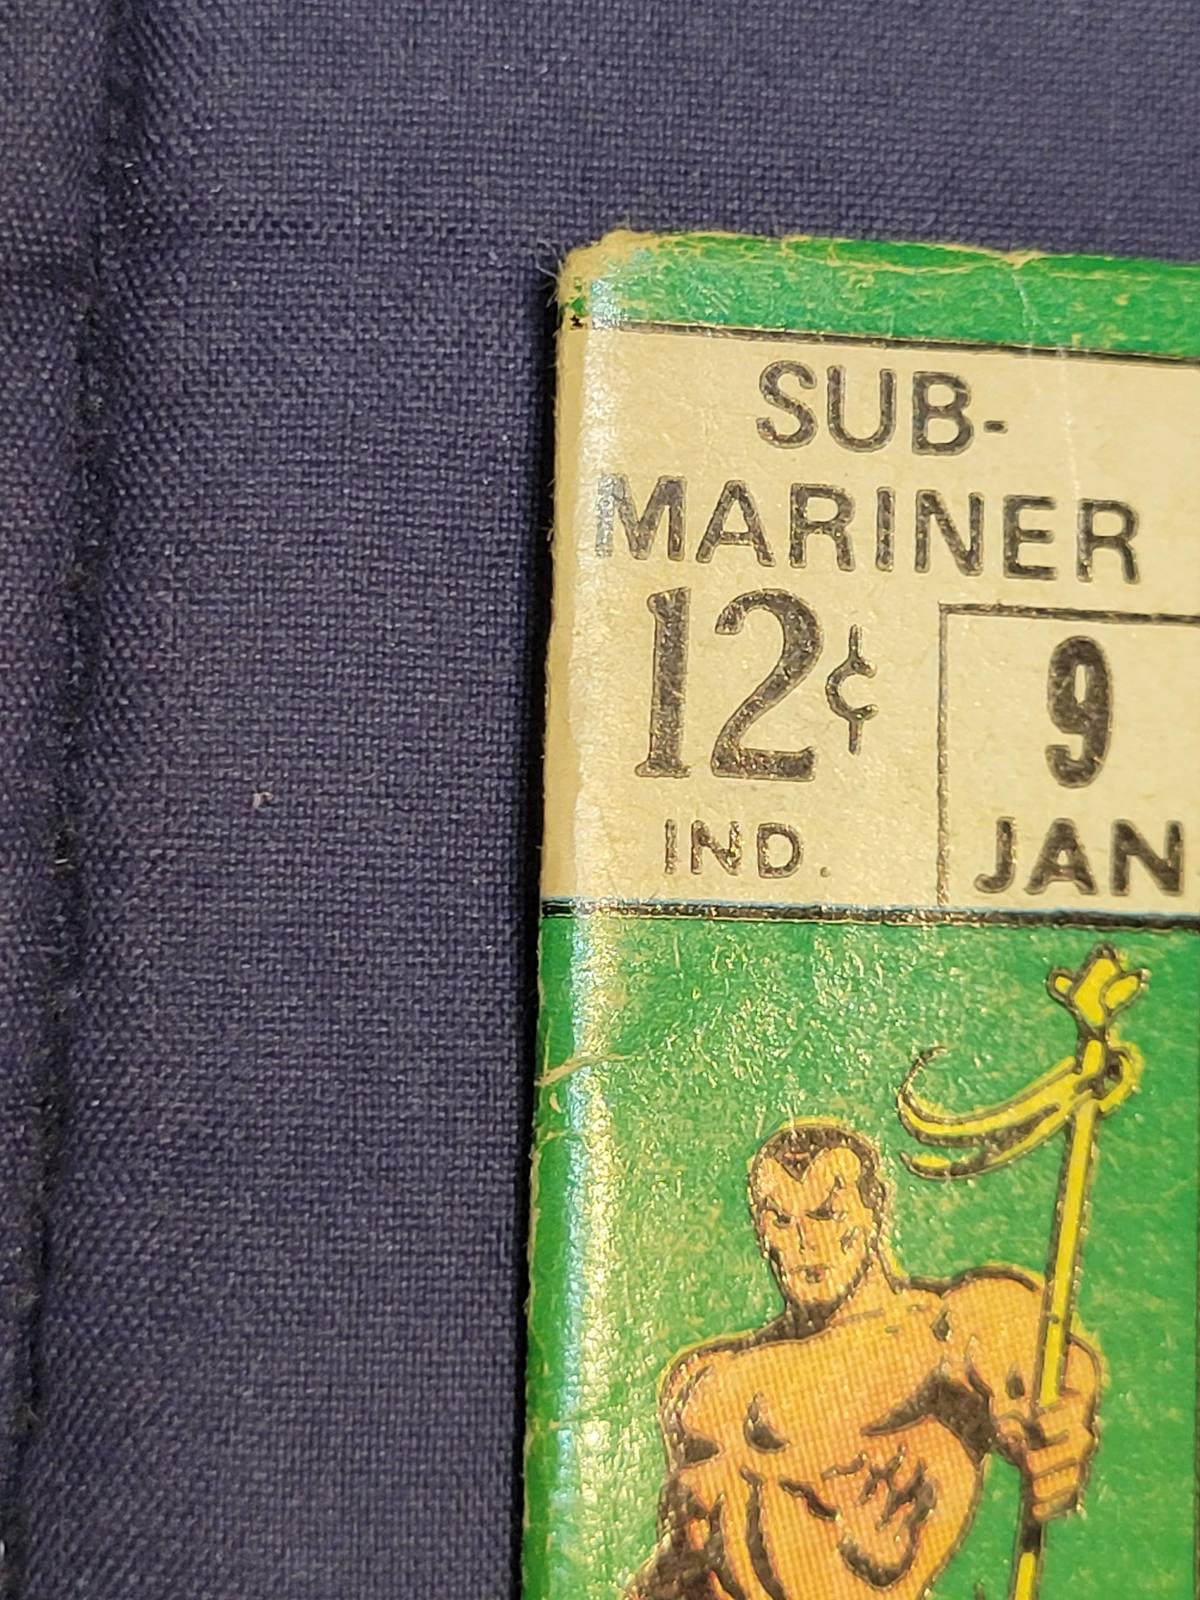 SUB-
MARINER
12¢
9
IND.
JAN